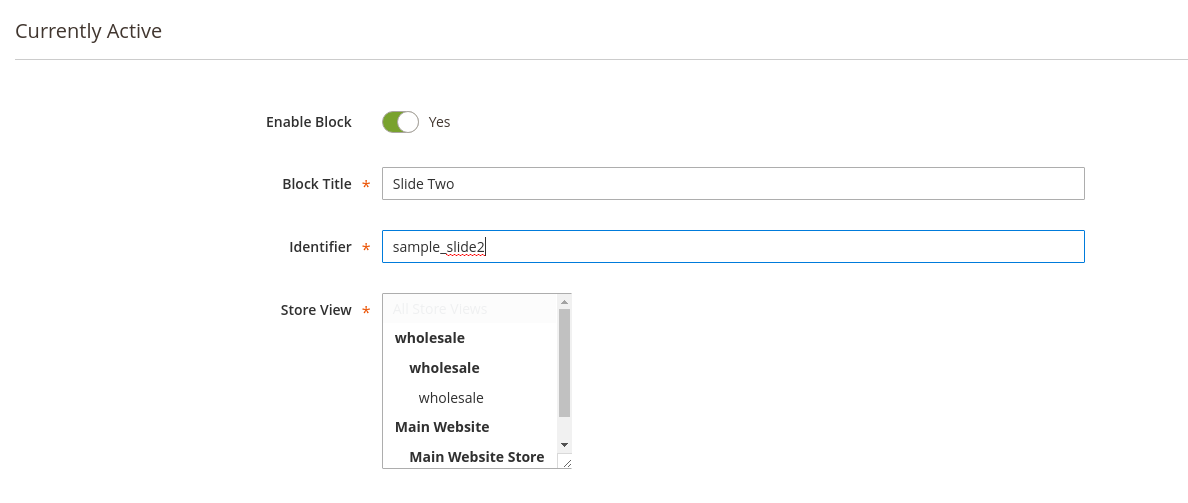 Currently Active
Enable Block Yes
Block Title * Slide Two
Identifier * sample_slide2
Store View * All Store Views
wholesale
wholesale
wholesale
Main Website
Main Website Store